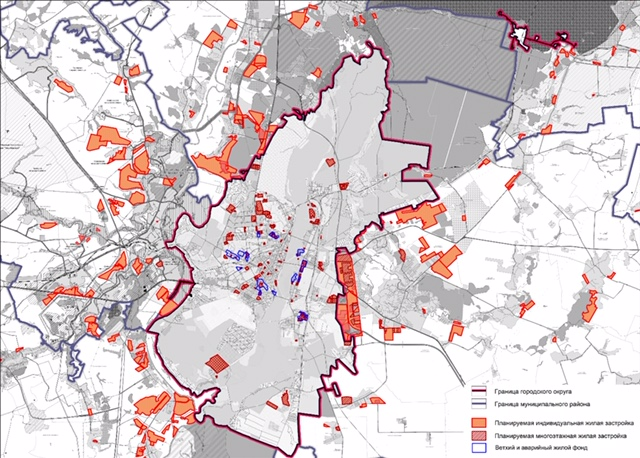 Граница городского округа
Граница муниципального района
Планируемая индивидуальная жилая застройка
Планируемая многоэтажная жилая застройка
Ветхий и аварийный жилой фонд